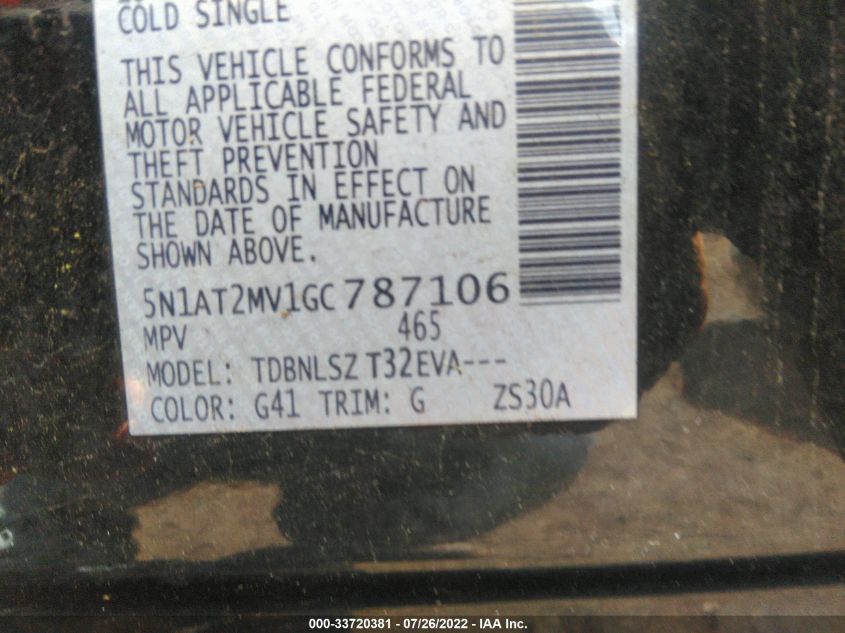 COLD SINGLE
THIS VEHICLE CONFORMS TO
ALL APPLICABLE FEDERAL
MOTOR VEHICLE SAFETY AND
THEFT PREVENTION
STANDARDS IN EFFECT ON
THE DATE OF MANUFACTURE
SHOWN ABOVE.
5N1AT2MV1GC787106
MPV 465
MODEL: TDBNLSZ T32EVA---
COLOR: G41 TRIM: G ZS30A
000-33720381 - 07/26/2022 - IAA Inc.